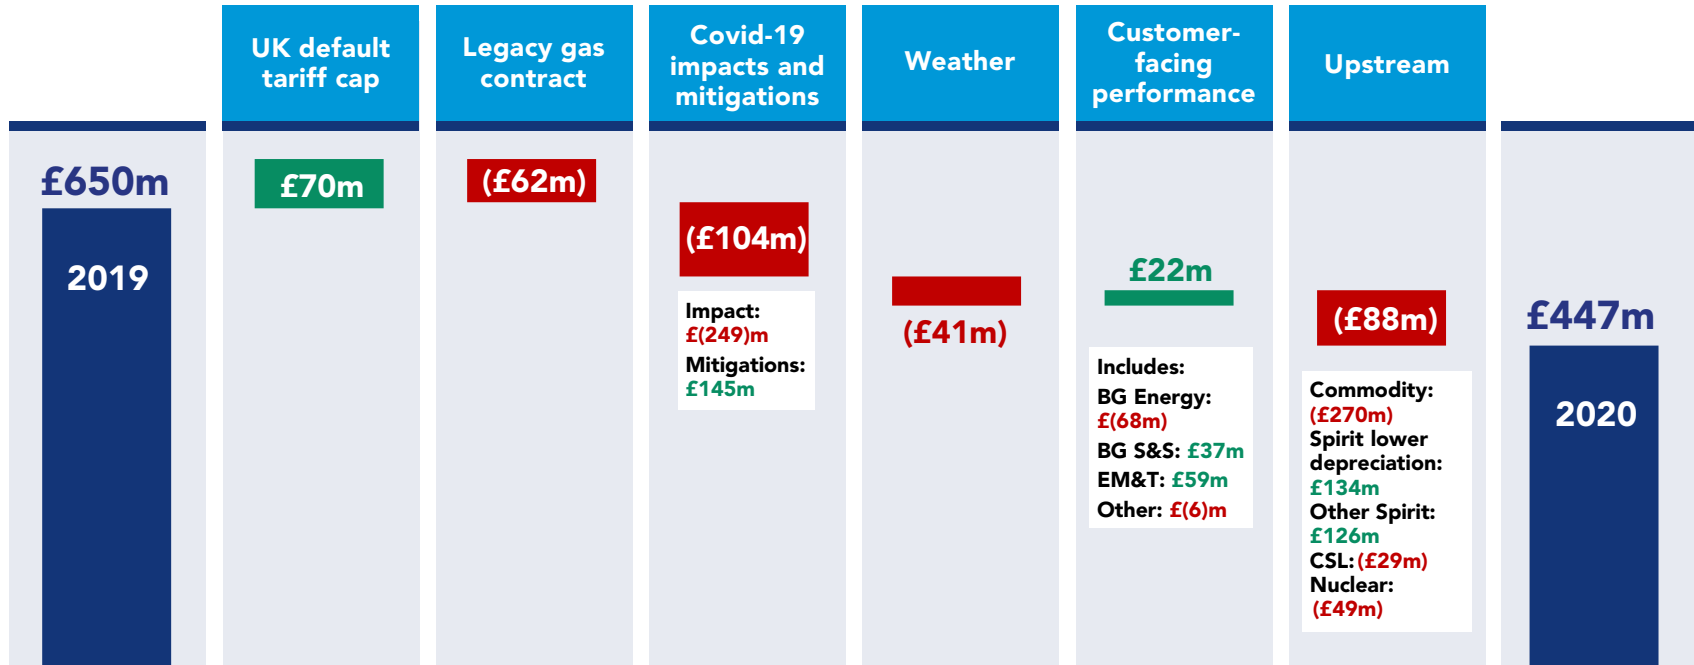 UK default
tariff cap
Legacy gas
contract
Covid-19
impacts and
mitigations
Weather
Customer-
facing
performance
Upstream
£650m
2019
£70m
(£62m)
(£104m)
Impact:
£(249)m
Mitigations:
£145m
(£41m)
£22m
Includes:
BG Energy:
£(68m)
BG S&S: £37m
EM&T: £59m
Other: £(6)m
(£88m)
Commodity:
(£270m)
Spirit lower
depreciation:
£134m
Other Spirit:
£126m
CSL: (£29m)
Nuclear:
(£49m)
£447m
2020